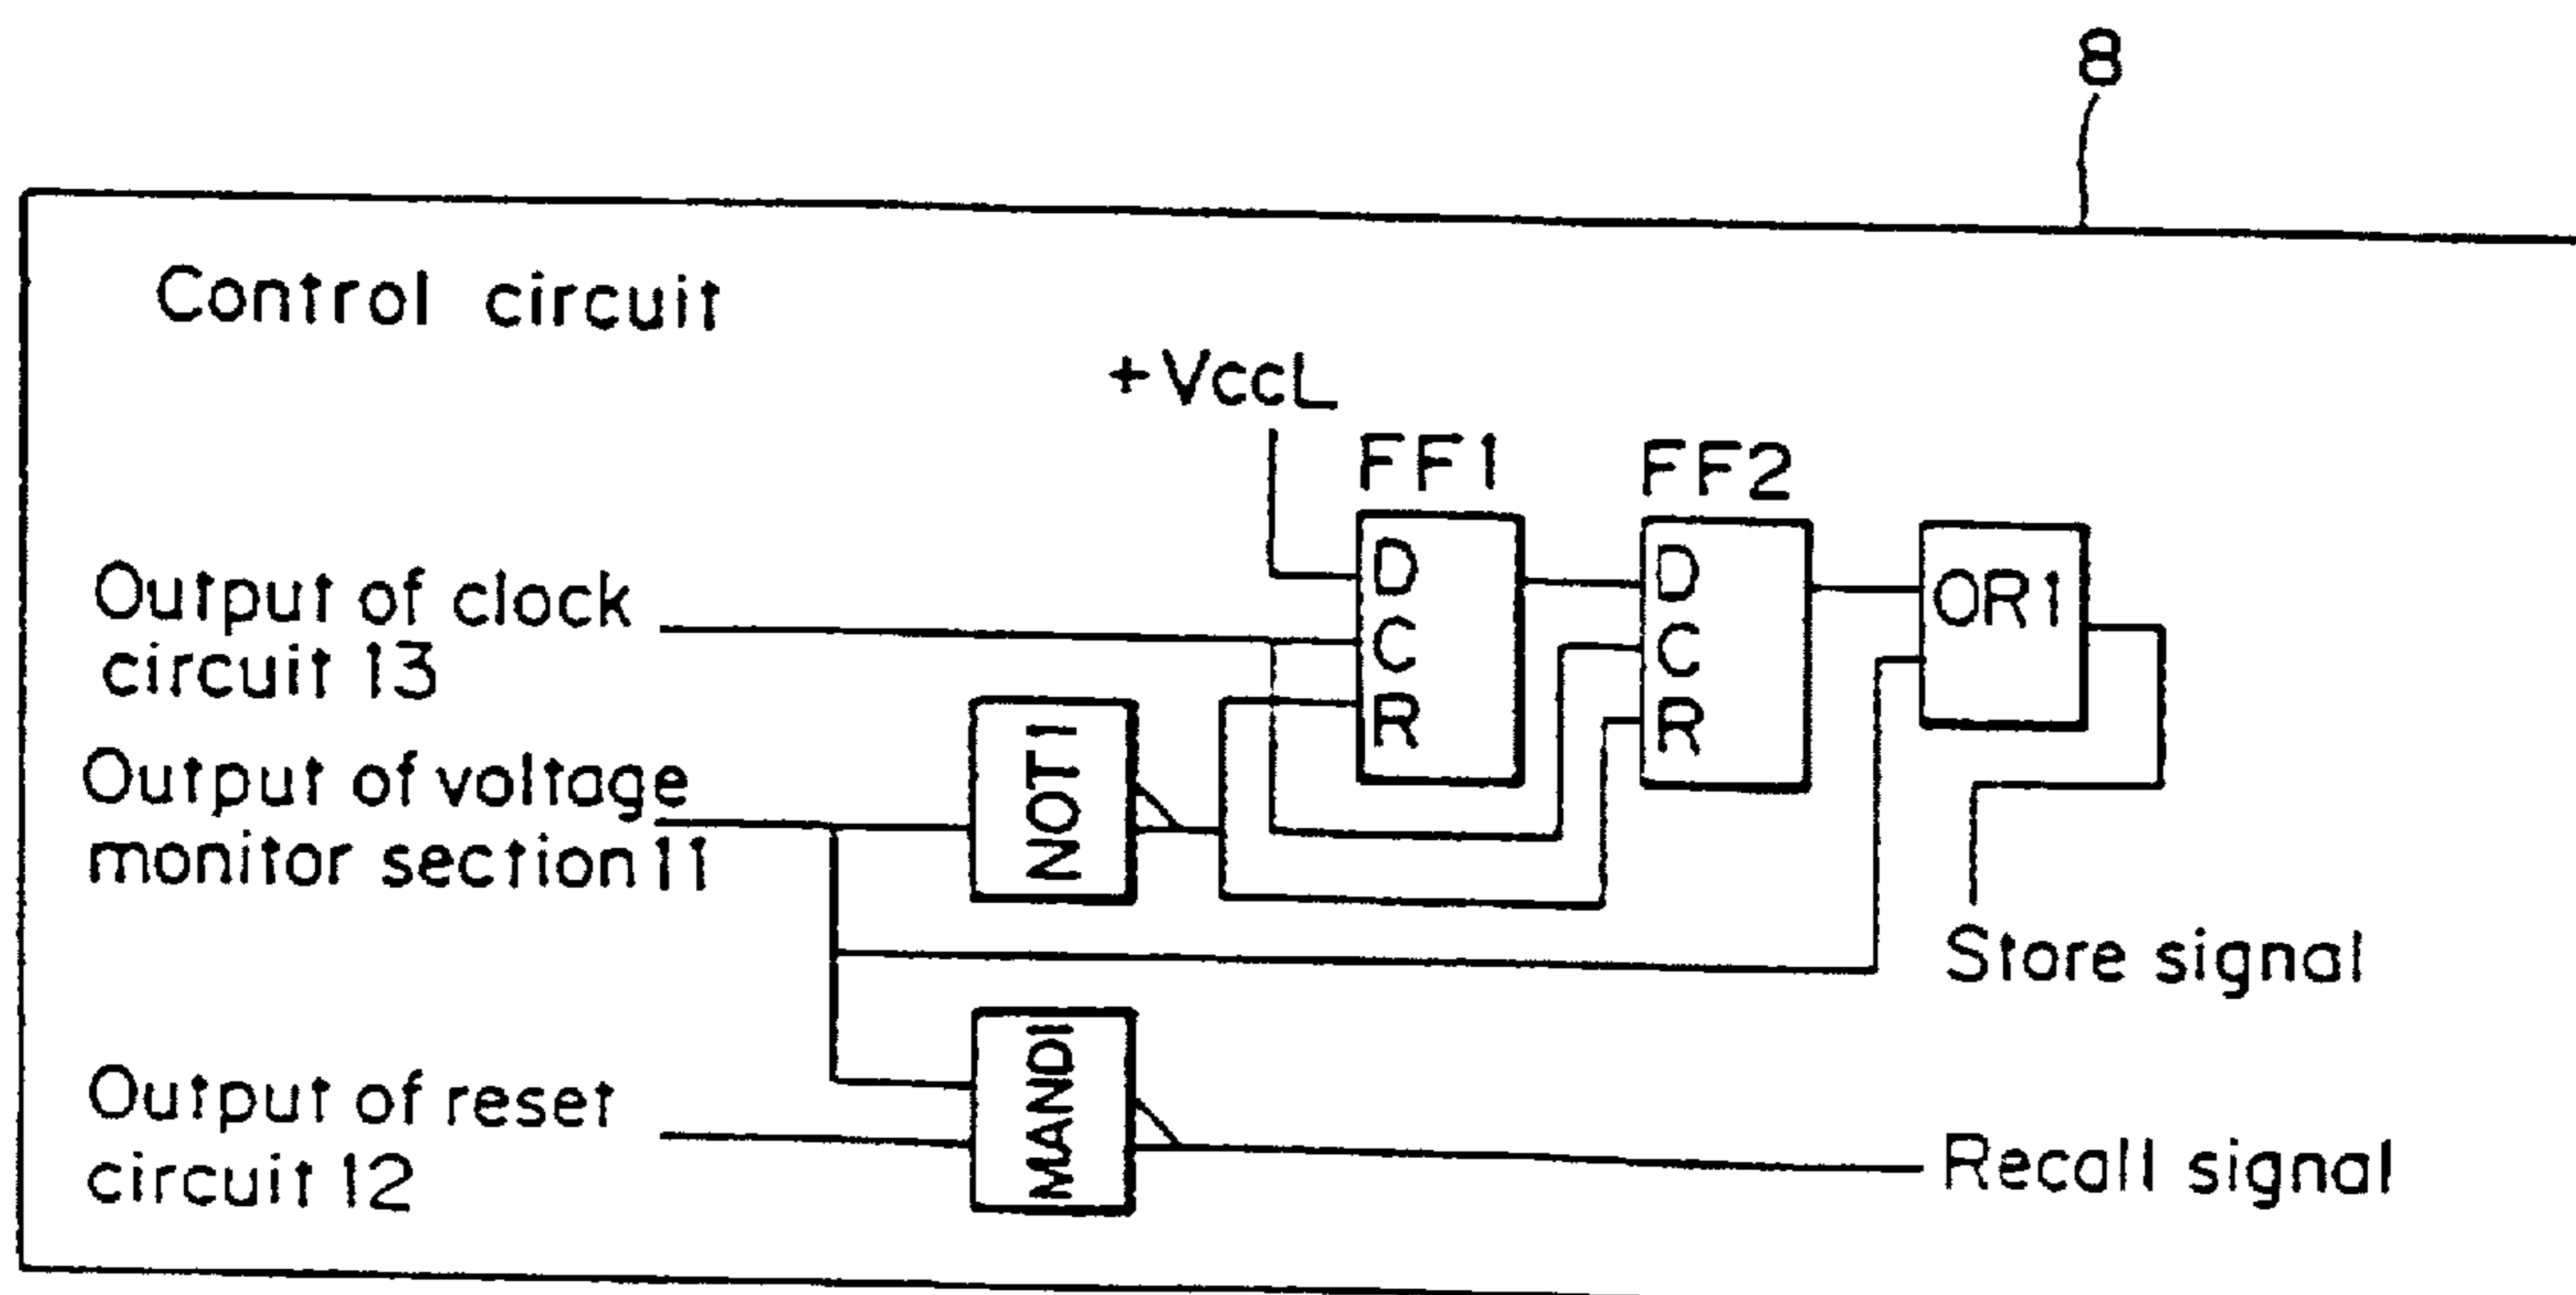 8
Control circuit
+VccL
FF1
FF2
Output of clock
circuit 13
D
C
R
D
C
R
OR1
NOT1
Output of voltage
monitor section 11
Store signal
MAND1
Output of reset
circuit 12
Recall signal